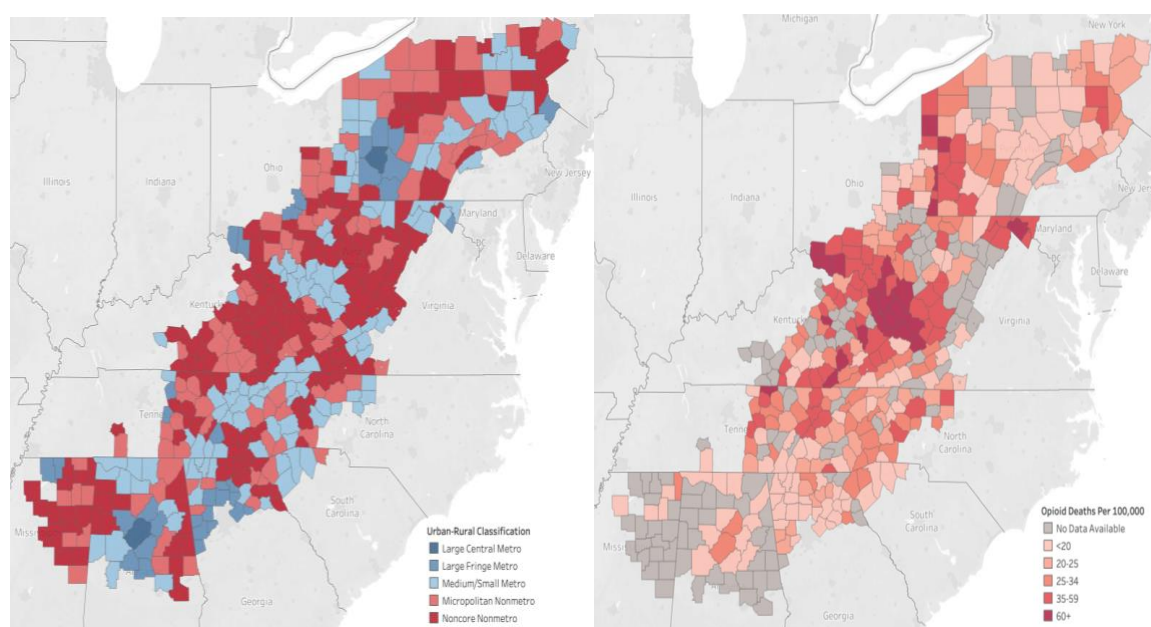 Ohio
Illinois
Indiana
New Jersey
Maryland
DC
Delaware
Kentucky
Virginia
Tenne
North
Carolina
Missi
South
Carolina
Georgia
Urban-Rural Classification
Large Central Metro
Large Fringe Metro
Medium/Small Metro
Micropolitan Nonmetro
Noncore Nonmetro
Michigan
New York
Ohio
Illinois
Indiana
New Jer
Maryland
DC
Delaware
Kentucky
Virginia
Tenne
North
Carolina
Missi
South
Carolina
Georgia
Opioid Deaths Per 100,000
No Data Available
<20
20-25
25-34
35-59
60+